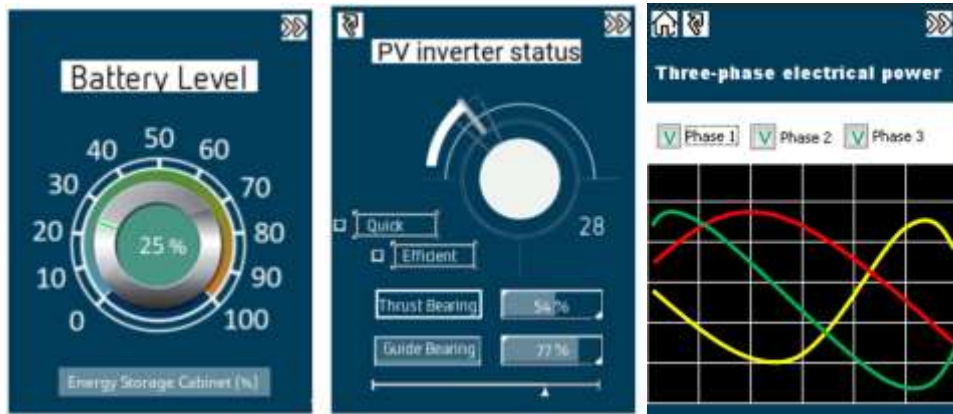 Battery Level
50
40
60
30
70
20
80
25 %
10
90
0
100
Energy Storage Cabinet (%)
PV inverter status
28
Quick
Efficient
Thrust Bearing
54%
Guide Bearing
77%
Three-phase electrical power
V Phase 1 V Phase 2 V Phase 3